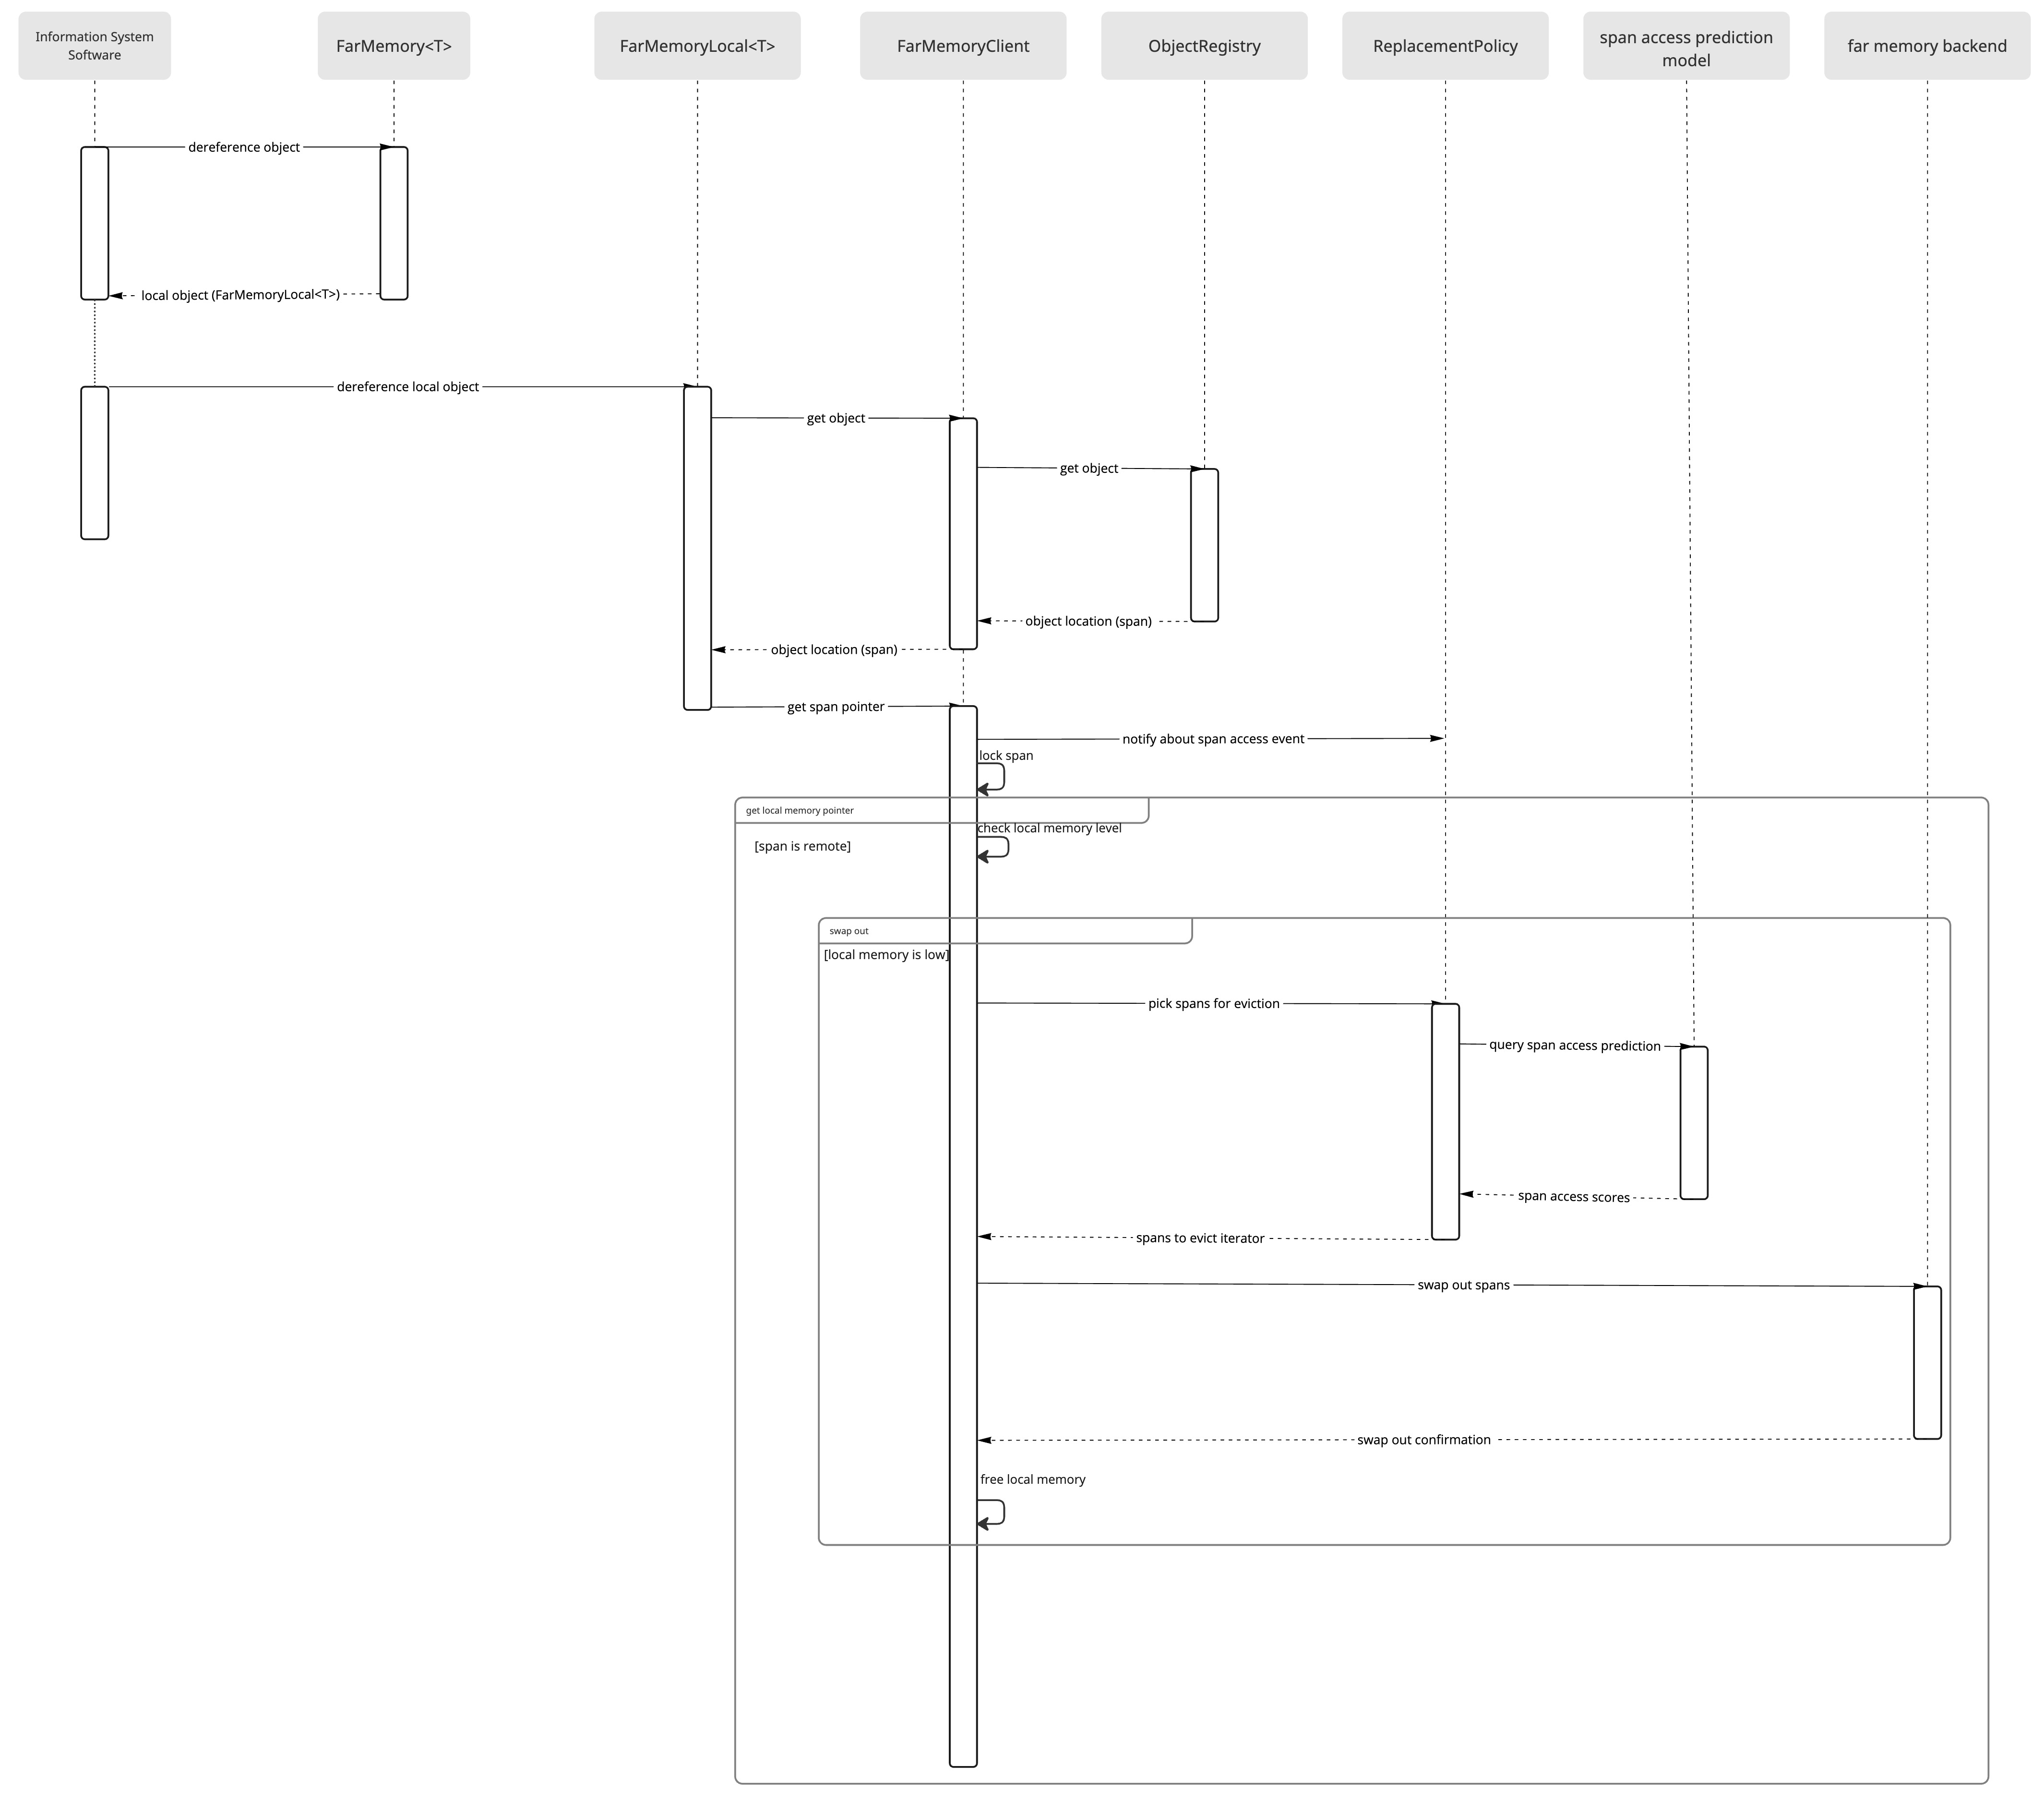 Information System
Software
FarMemory<T>
FarMemoryLocal<T>
FarMemoryClient
ObjectRegistry
ReplacementPolicy
span access prediction
model
far memory backend
dereference object
local object (FarMemoryLocal<T>)
dereference local object
get object
get object
object location (span)
object location (span)
get span pointer
notify about span access event
lock span
get local memory pointer
check local memory level
[span is remote]
swap out
[local memory is low]
pick spans for eviction
query span access prediction
span access scores
spans to evict iterator
swap out spans
swap out confirmation
free local memory